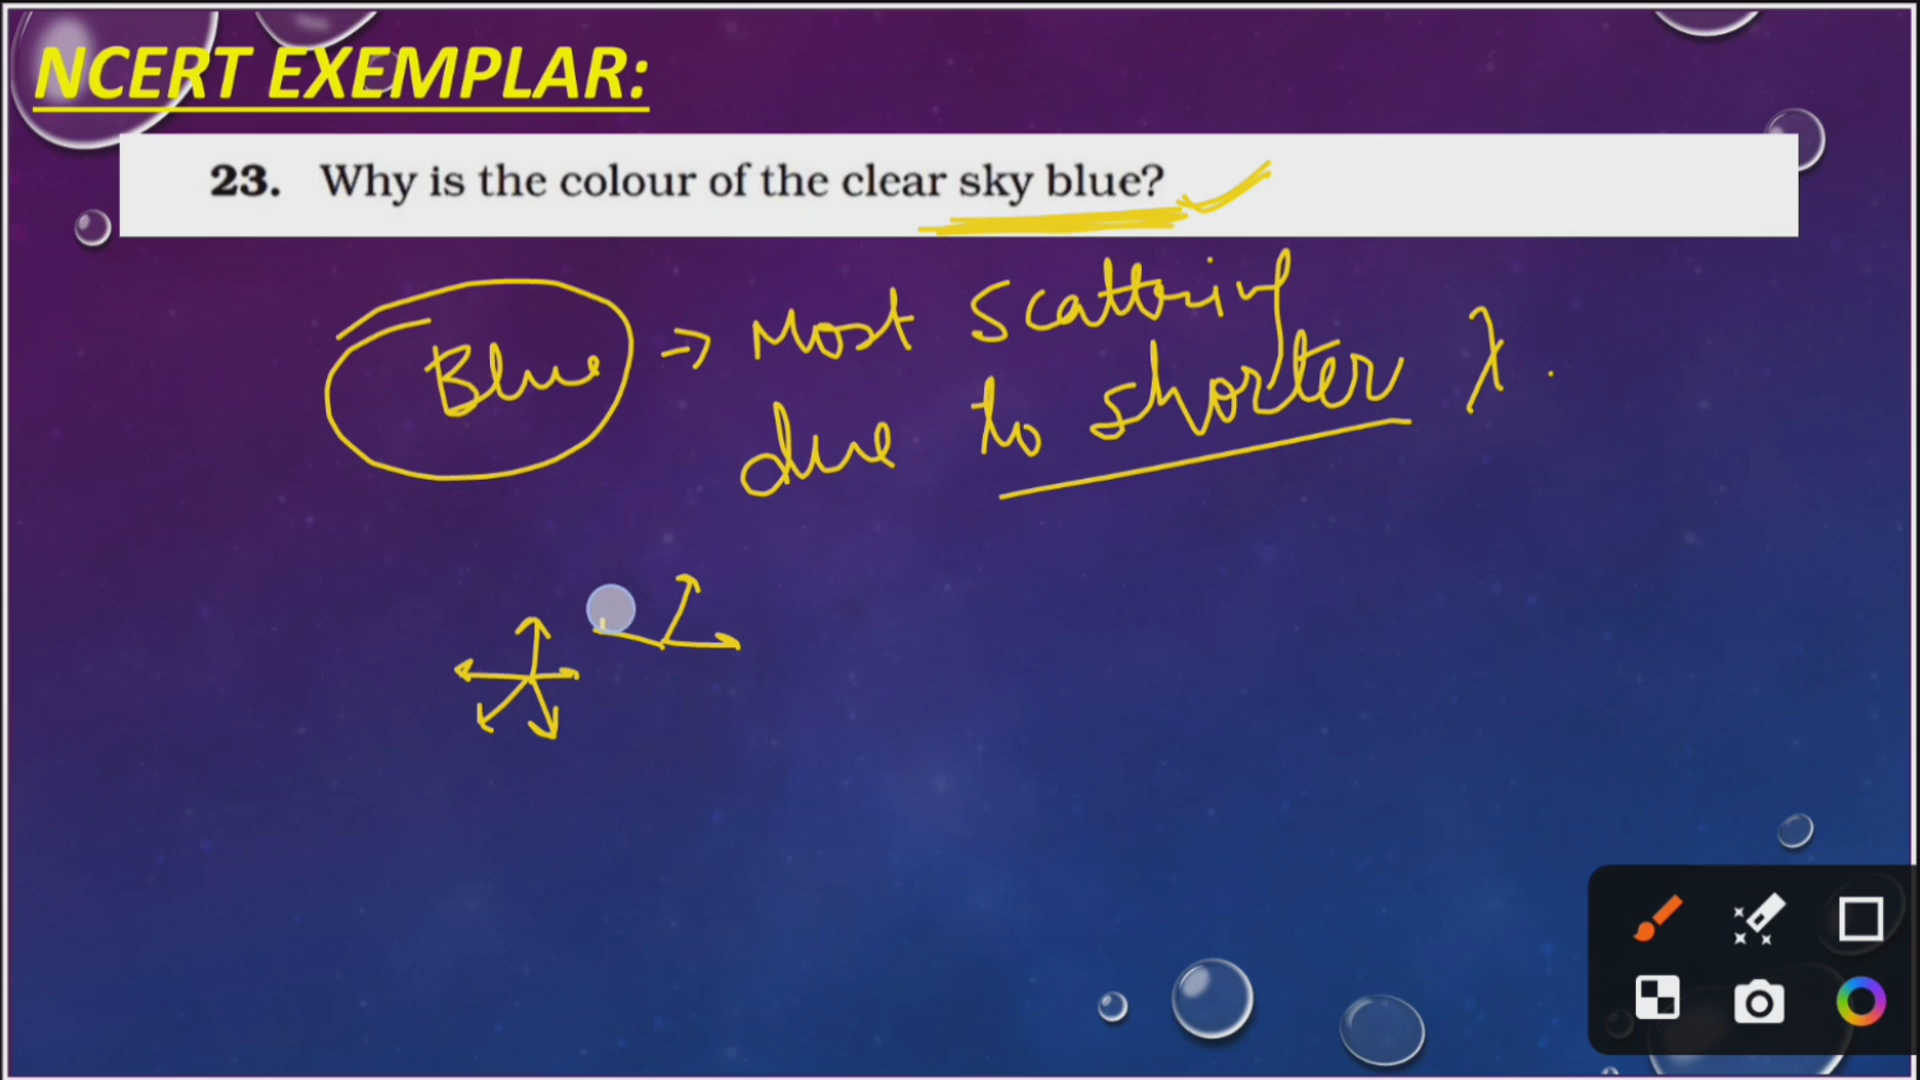 NCERT EXEMPLAR:
23. Why is the colour of the clear sky blue?
Blue → Most Scattering
due to shorter λ.